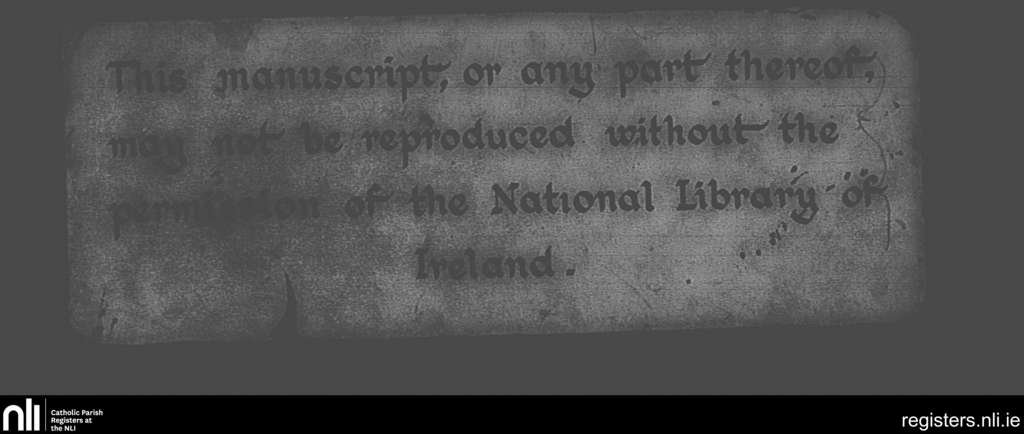 This manuscript, or any part thereof,
may not be reproduced without the
permission of the National Library of
Ireland.
nli
Catholic Parish
Registers at
the NLI
registers.nli.ie